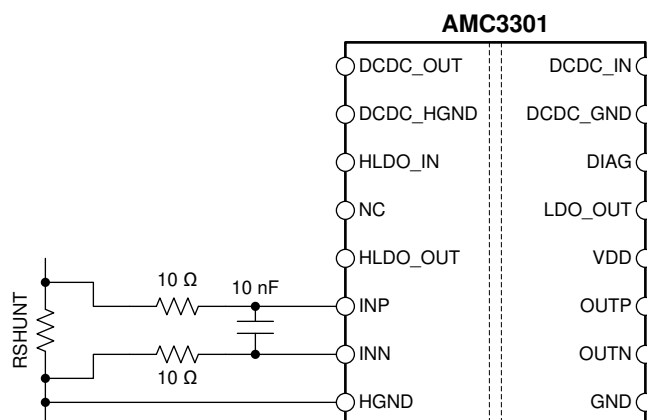 AMC3301
DCDC_OUT
DCDC_IN
DCDC_HGND
DCDC_GND
HLDO_IN
DIAG
NC
LDO_OUT
HLDO_OUT
VDD
10 Ω
10 nF
INP
OUTP
RSHUNT
INN
OUTN
10 Ω
HGND
GND